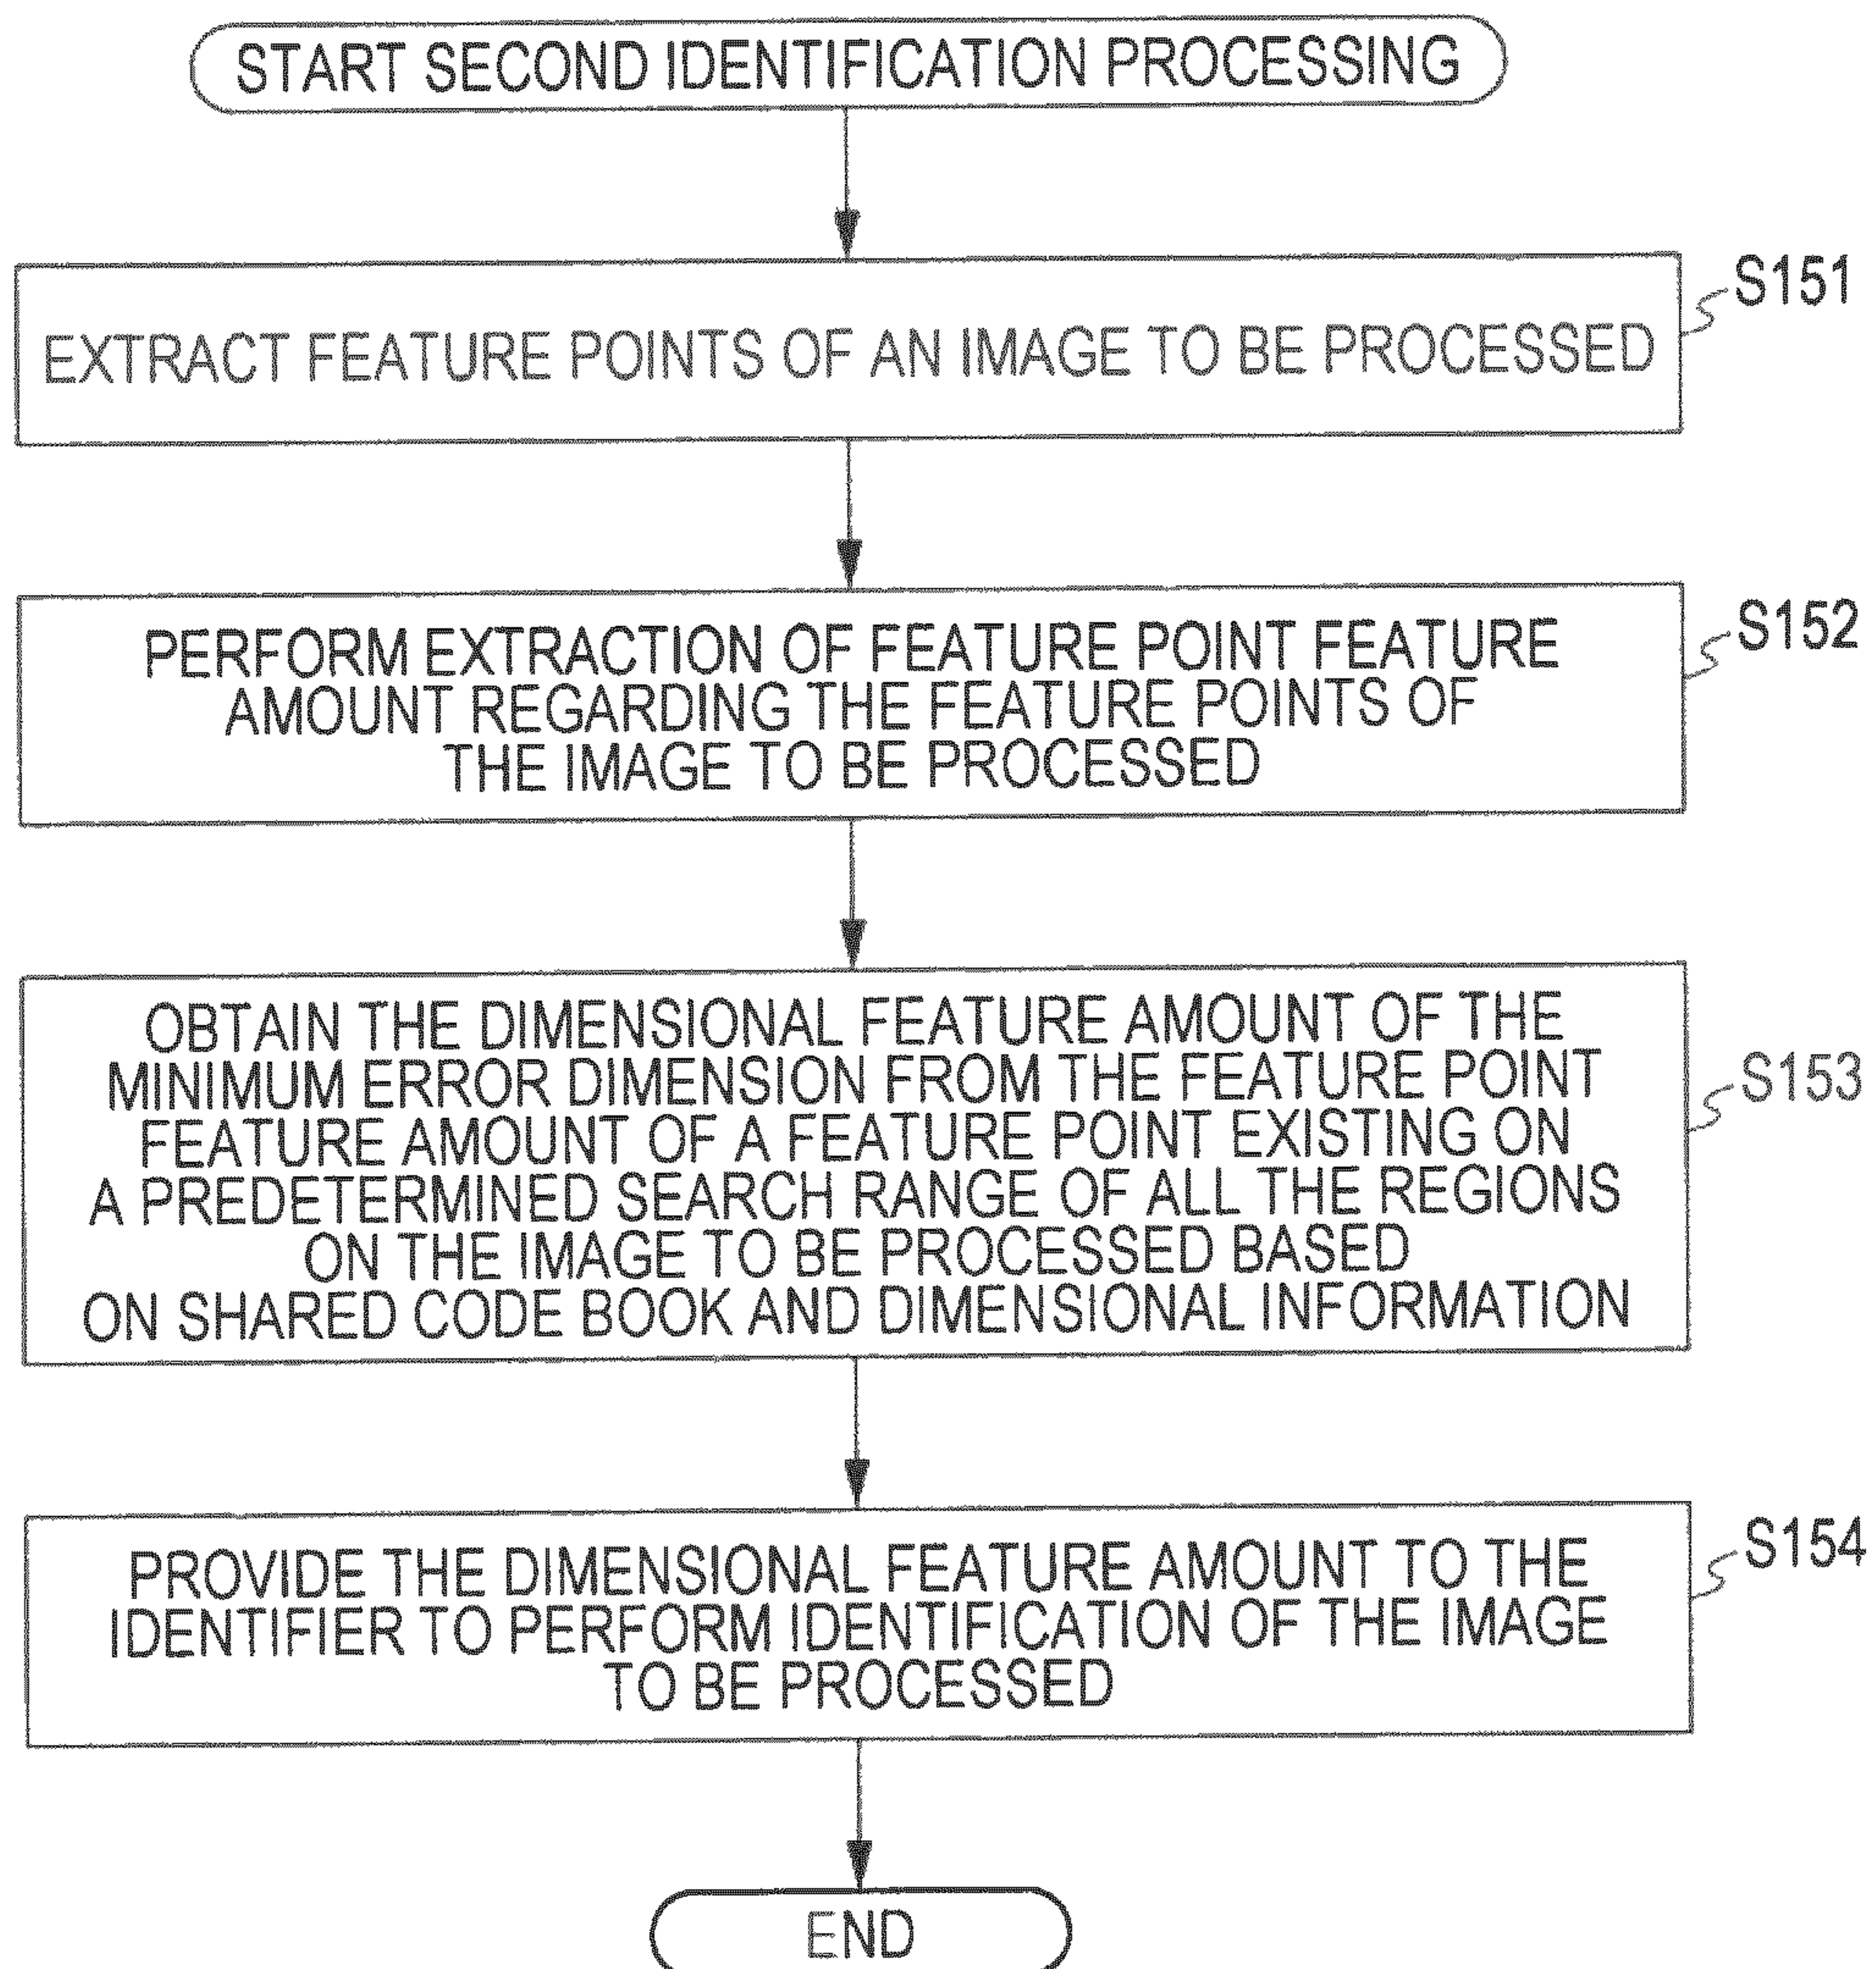 START SECOND IDENTIFICATION PROCESSING
S151
EXTRACT FEATURE POINTS OF AN IMAGE TO BE PROCESSED
S152
PERFORM EXTRACTION OF FEATURE POINT FEATURE
AMOUNT REGARDING THE FEATURE POINTS OF
THE IMAGE TO BE PROCESSED
OBTAIN THE DIMENSIONAL FEATURE AMOUNT OF THE
MINIMUM ERROR DIMENSION FROM THE FEATURE POINT
S153
FEATURE AMOUNT OF A FEATURE POINT EXISTING ON
A PREDETERMINED SEARCH RANGE OF ALL THE REGIONS
ON THE IMAGE TO BE PROCESSED BASED
ON SHARED CODE BOOK AND DIMENSIONAL INFORMATION
S154
PROVIDE THE DIMENSIONAL FEATURE AMOUNT TO THE
IDENTIFIER TO PERFORM IDENTIFICATION OF THE IMAGE
TO BE PROCESSED
END